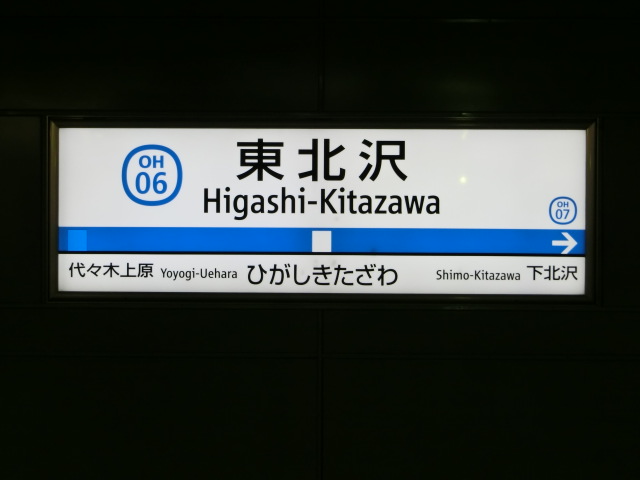 OH
06
東北沢
Higashi-Kitazawa
OH
07
代々木上原 Yoyogi-Uehara
ひがしきたざわ
Shimo-Kitazawa 下北沢